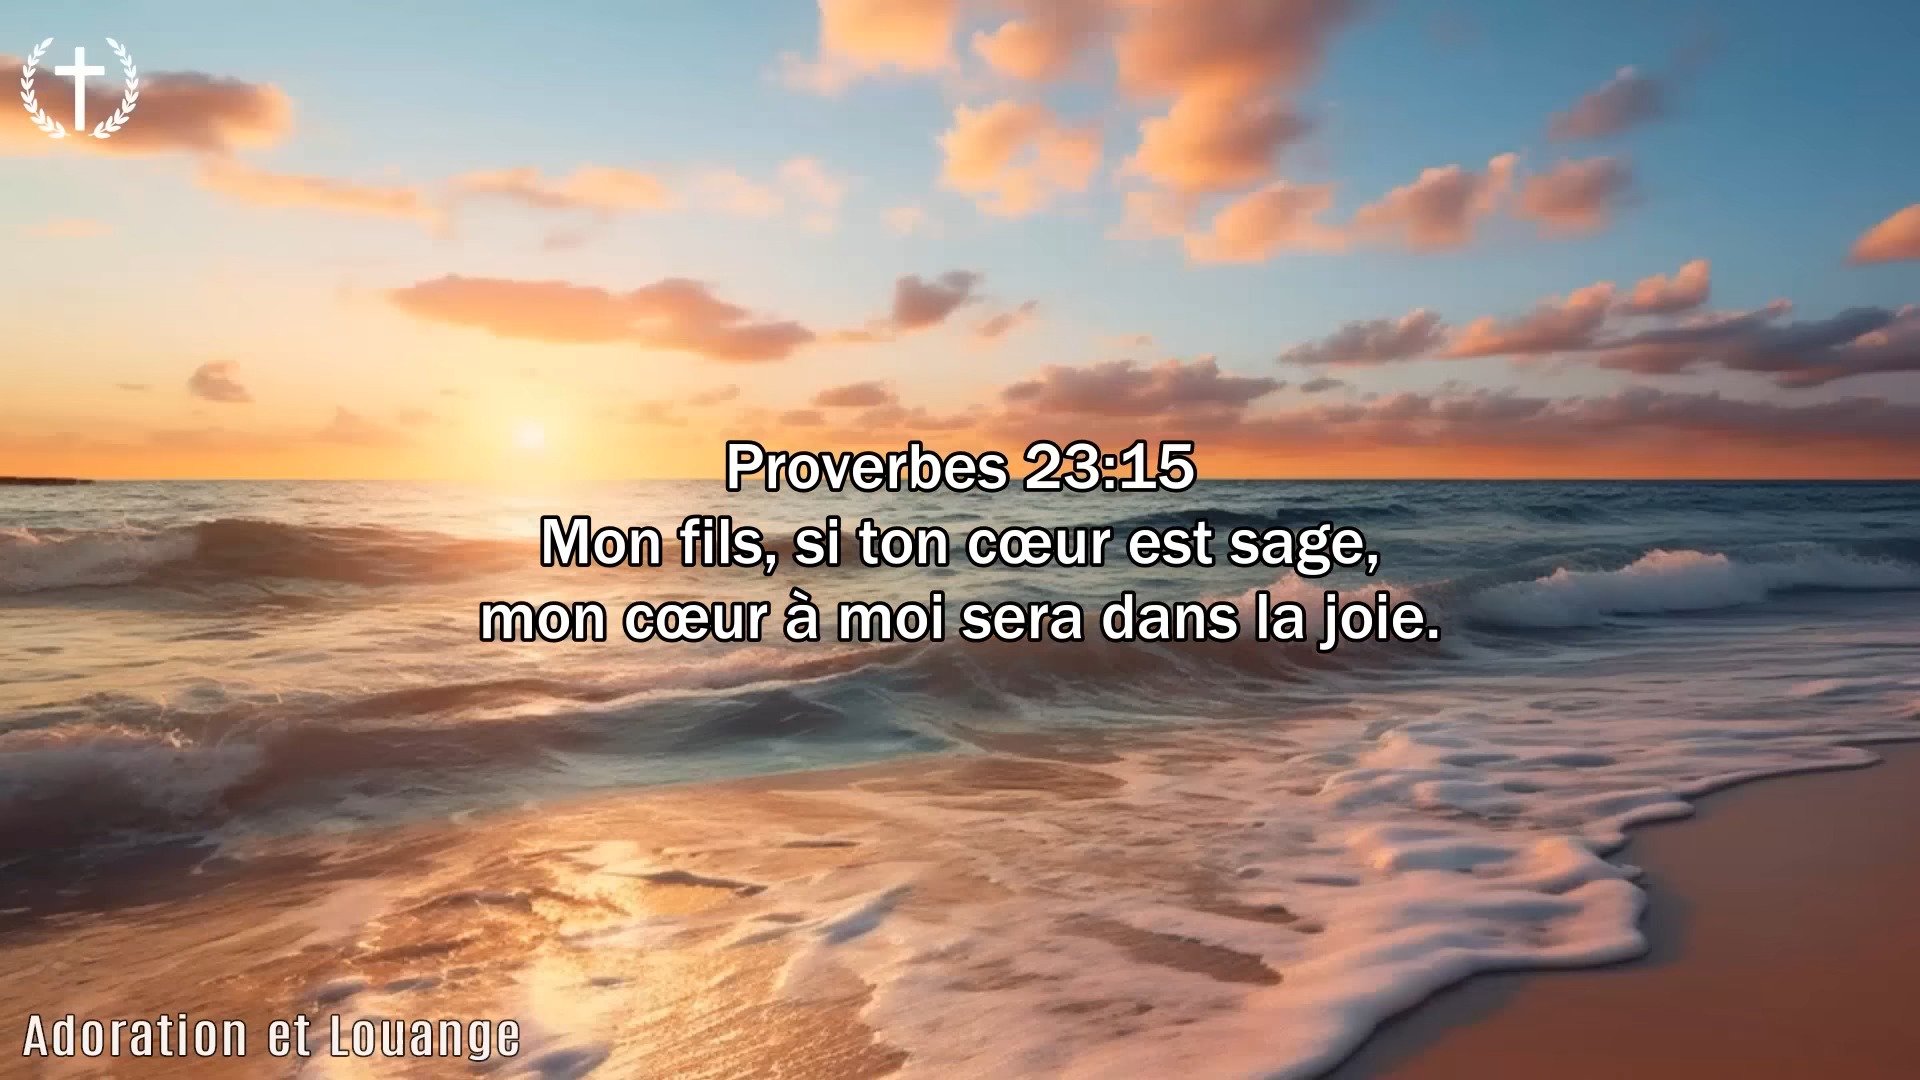 Proverbes 23:15
Mon fils, si ton cœur est sage,
mon cœur à moi sera dans la joie.
Adoration et Louange